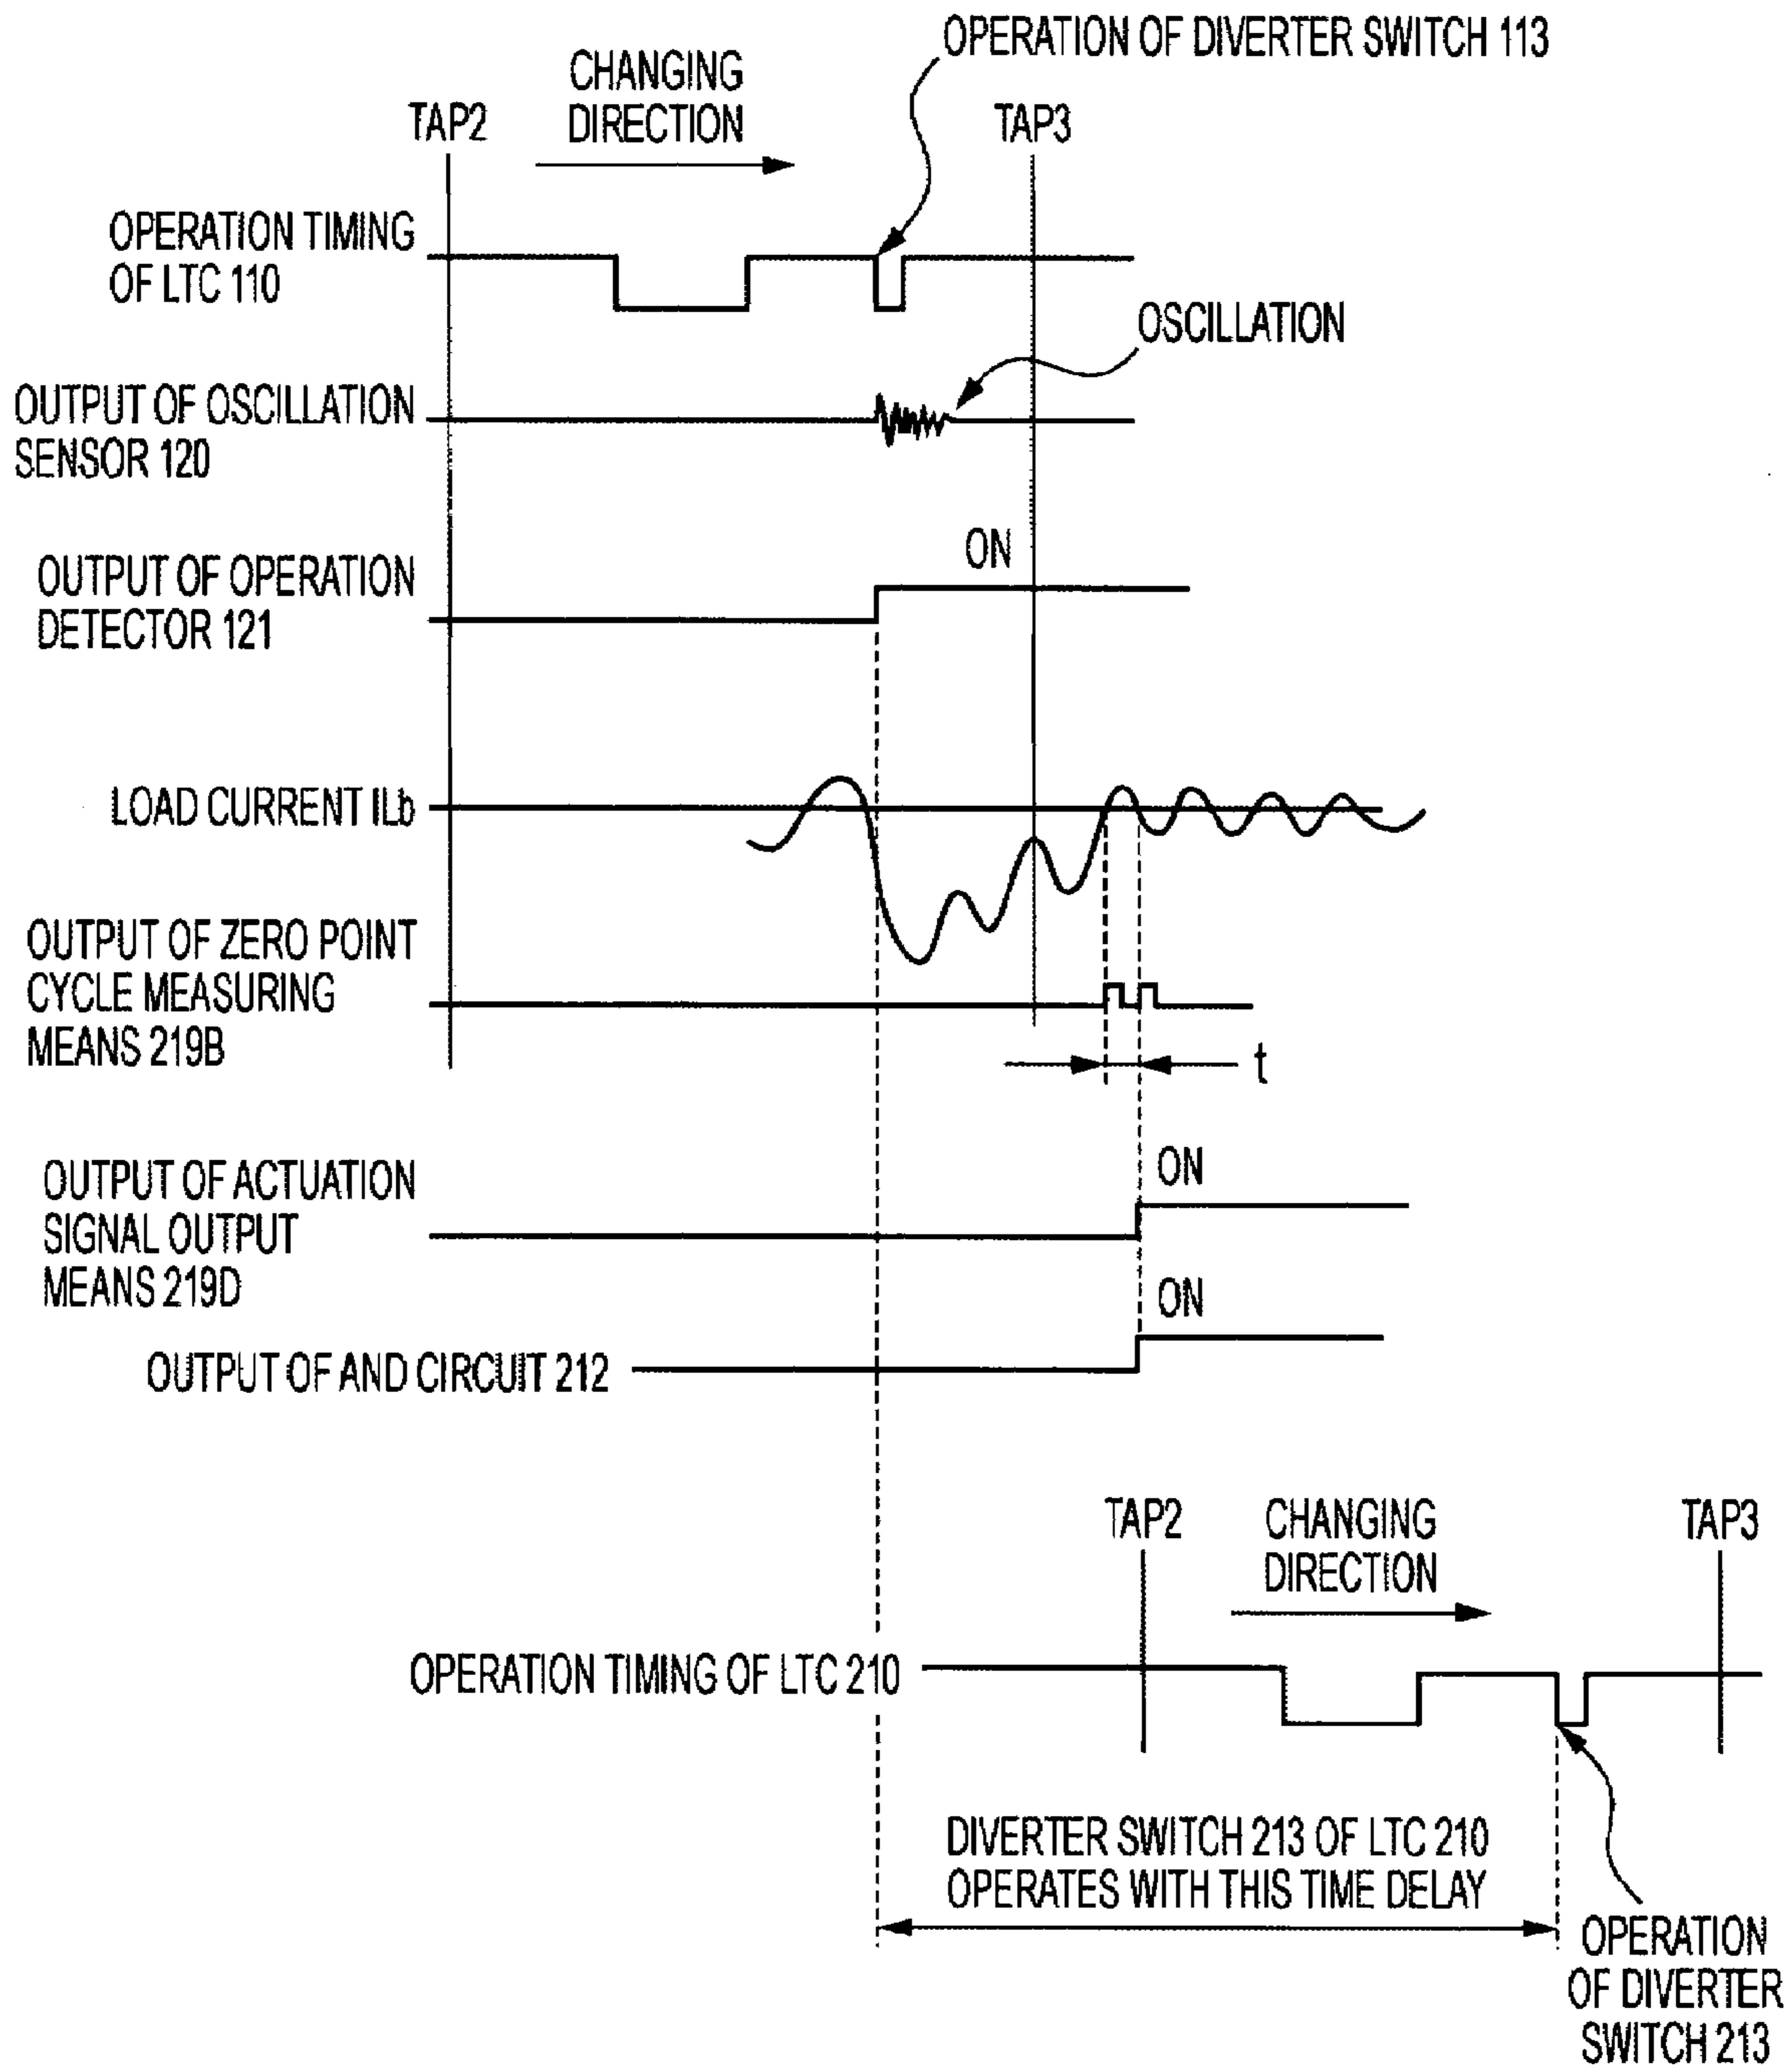 OPERATION OF DIVERTER SWITCH 113
CHANGING
DIRECTION
TAP2
TAP3
OPERATION TIMING
OF LTC 110
OSCILLATION
OUTPUT OF OSCILLATION
SENSOR 120
ON
OUTPUT OF OPERATION
DETECTOR 121
LOAD CURRENT ILb
OUTPUT OF ZERO POINT
CYCLE MEASURING
MEANS 219B
t
ON
OUTPUT OF ACTUATION
SIGNAL OUTPUT
MEANS 219D
ON
OUTPUT OF AND CIRCUIT 212
TAP2
CHANGING
DIRECTION
TAP3
OPERATION TIMING OF LTC 210
DIVERTER SWITCH 213 OF LTC 210
OPERATES WITH THIS TIME DELAY
OPERATION
OF DIVERTER
SWITCH 213